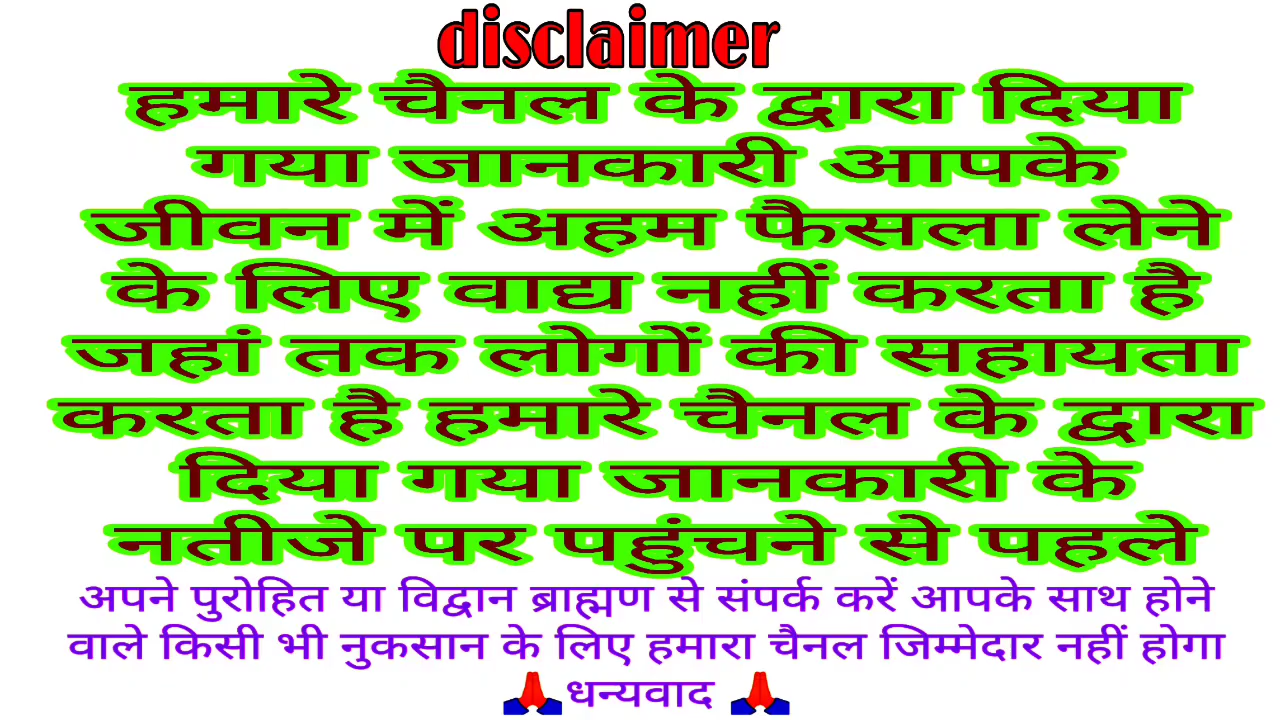 disclaimer
हमारे चैनल के द्वारा दिया
गया जानकारी आपके
जीवन में अहम फैसला लेने
के लिए वाद्य नहीं करता है
जहां तक लोगों की सहायता
करता है हमारे चैनल के द्वारा
दिया गया जानकारी के
नतीजे पर पहुंचने से पहले
अपने पुरोहित या विद्वान ब्राह्मण से संपर्क करें आपके साथ होने
वाले किसी भी नुकसान के लिए हमारा चैनल जिम्मेदार नहीं होगा
🙏धन्यवाद 🙏